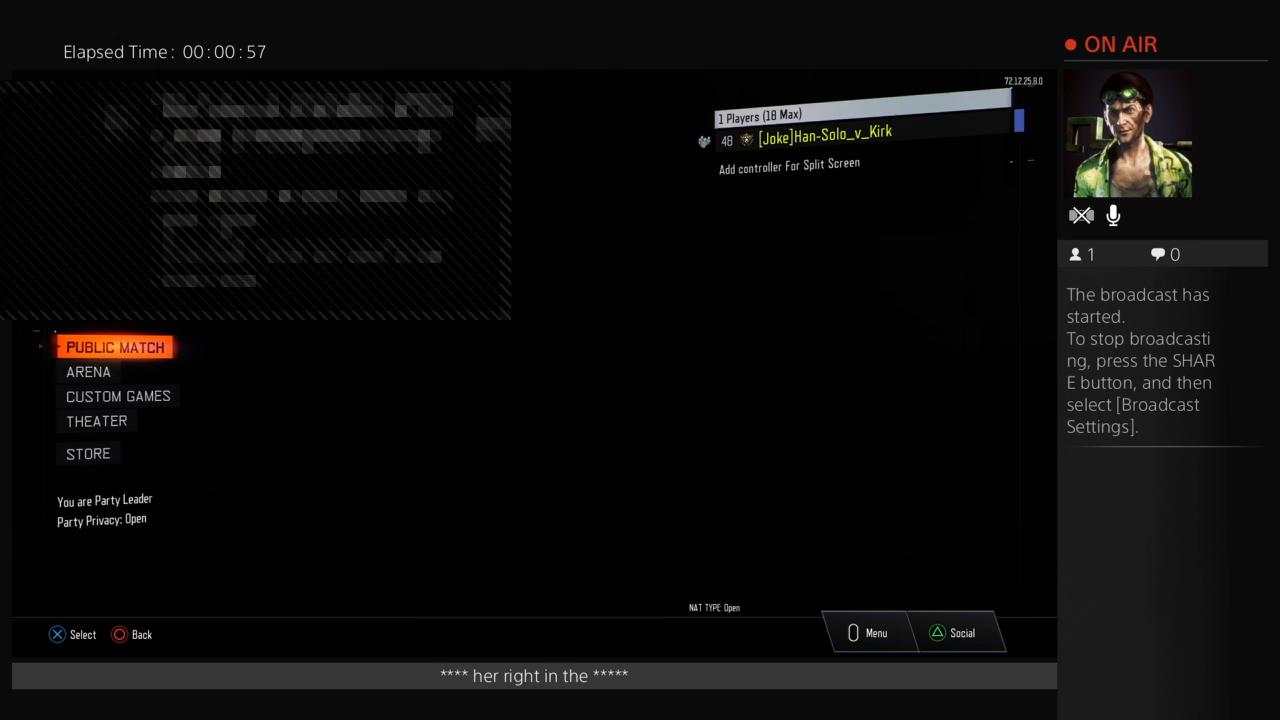 Elapsed Time: 00:00:57
ON AIR
72.12.25.8.0
1 Players (18 Max)
48 [Joke]Han-Solo_v_Kirk
Add controller For Split Screen
1 0
The broadcast has
started.
To stop broadcasti
ng, press the SHAR
E button, and then
select [Broadcast
Settings].
PUBLIC MATCH
ARENA
CUSTOM GAMES
THEATER
STORE
You are Party Leader
Party Privacy: Open
NAT TYPE: Open
Select Back
Menu Social
**** her right in the *****